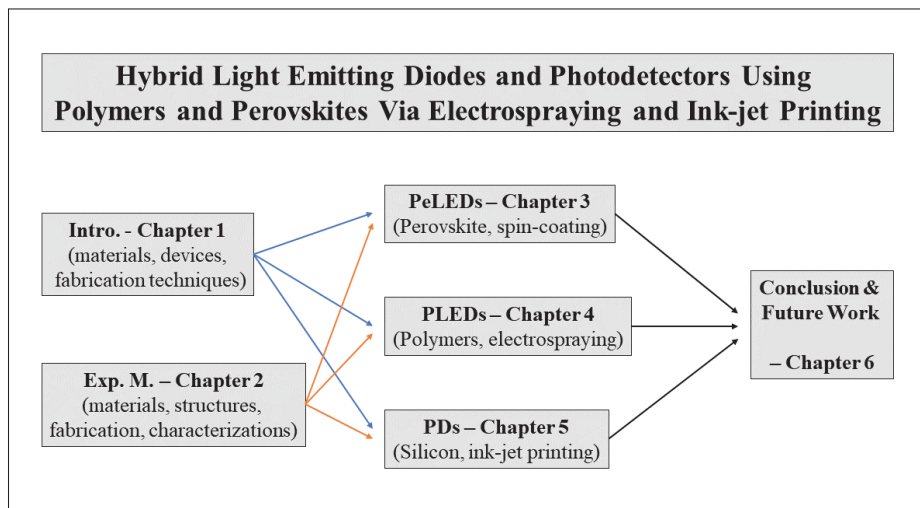 Hybrid Light Emitting Diodes and Photodetectors Using
Polymers and Perovskites Via Electrospraying and Ink-jet Printing
Intro. - Chapter 1
(materials, devices,
fabrication techniques)
Exp. M. – Chapter 2
(materials, structures,
fabrication, characterizations)
PeLEDs – Chapter 3
(Perovskite, spin-coating)
PLEDs – Chapter 4
(Polymers, electrospraying)
PDs – Chapter 5
(Silicon, ink-jet printing)
Conclusion &
Future Work
– Chapter 6